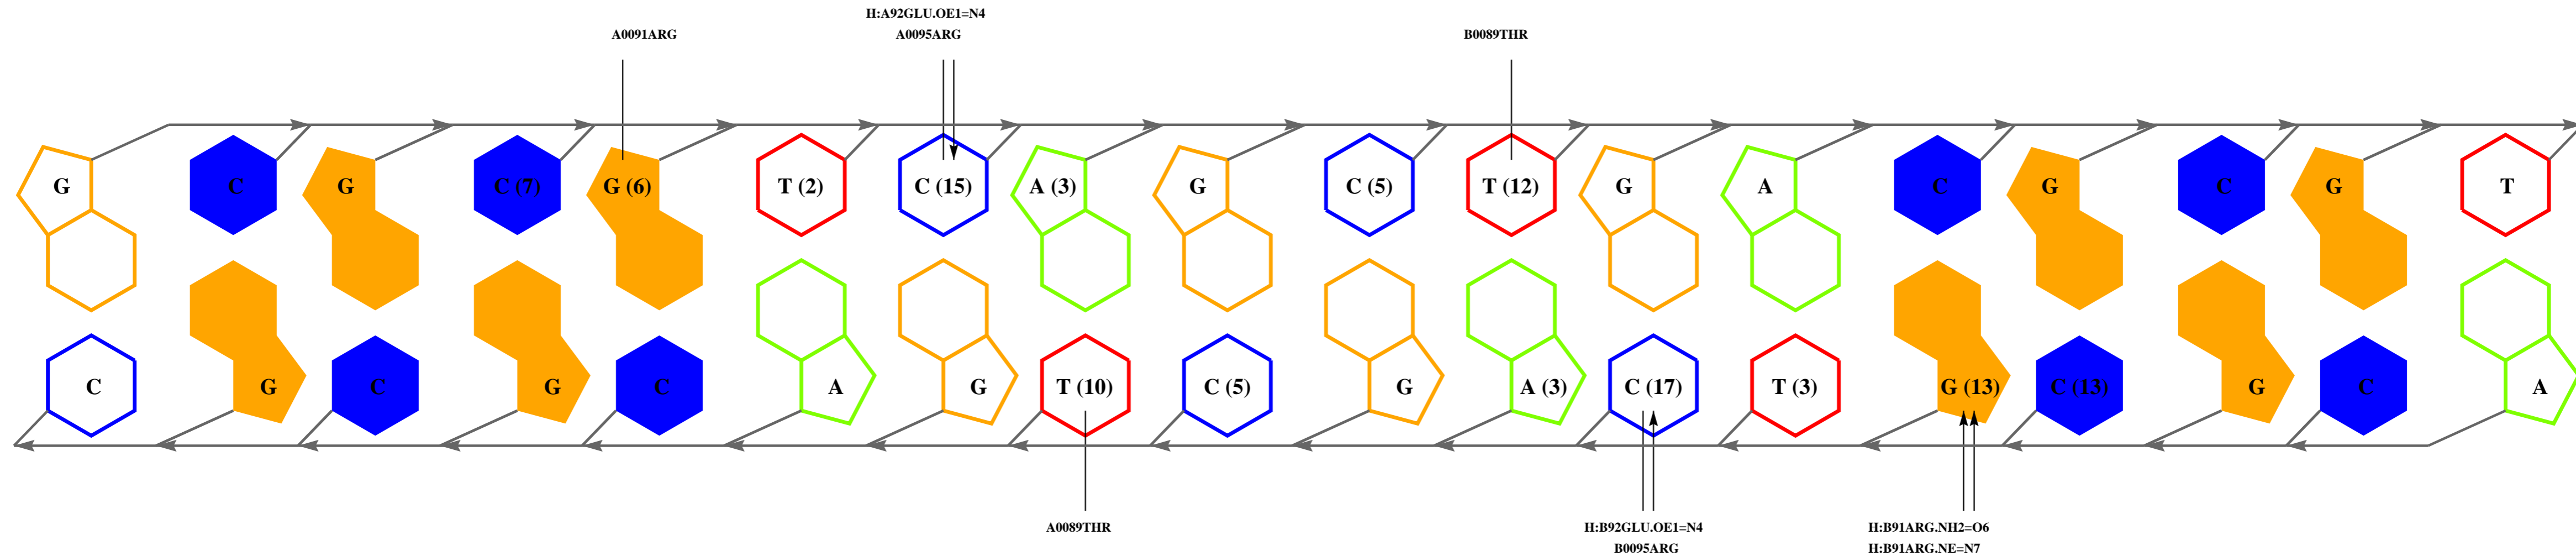 H:A92GLU.OE1=N4
A0091ARG A0095ARG B0089THR
G C G C (7) G (6) T (2) C (15) A (3) G C (5) T (12) G A C G C G T
C G C G C A G T (10) C (5) G A (3) C (17) T (3) G (13) C (13) G C A
A0089THR H:B92GLU.OE1=N4 H:B91ARG.NH2=O6
B0095ARG H:B91ARG.NE=N7